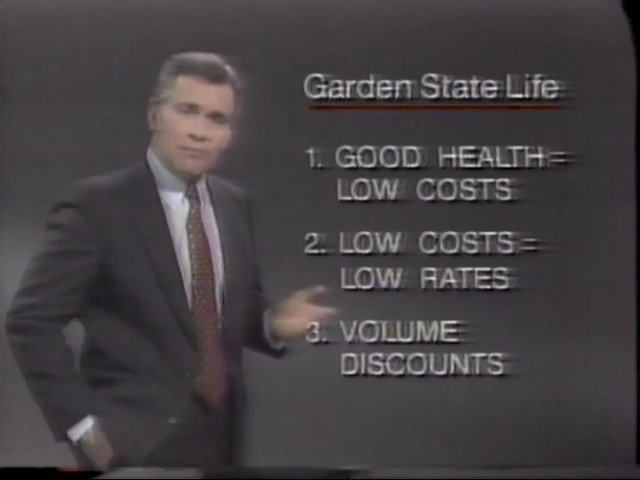 Garden State Life
1. GOOD HEALTH =
LOW COSTS
2. LOW COSTS =
LOW RATES
3. VOLUME
DISCOUNTS